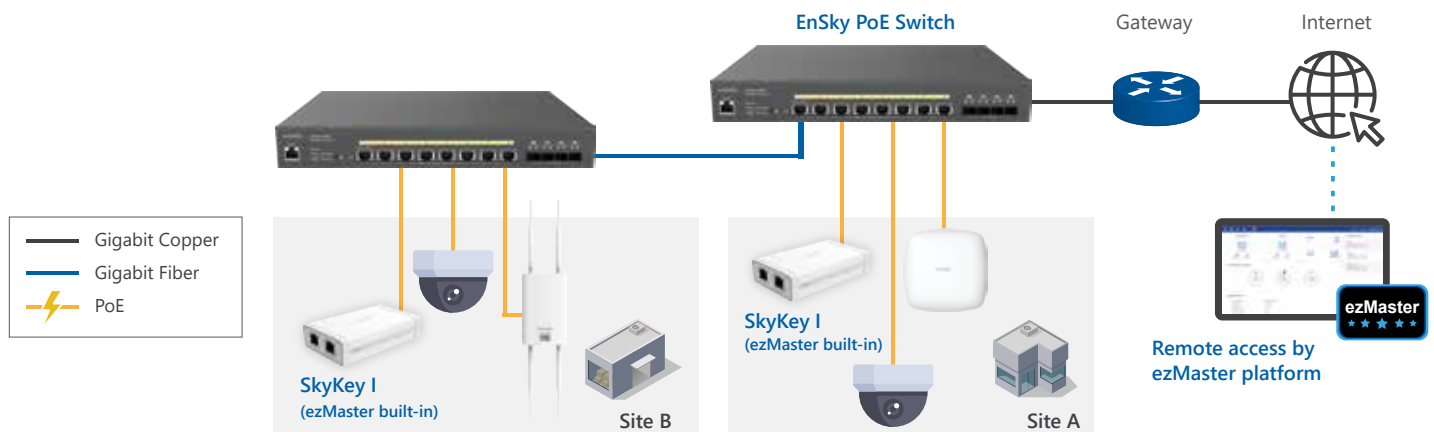 EnSky PoE Switch
Gateway
Internet
Gigabit Copper
Gigabit Fiber
PoE
SkyKey I
(ezMaster built-in)
Site B
SkyKey I
(ezMaster built-in)
Site A
ezMaster
Remote access by
ezMaster platform